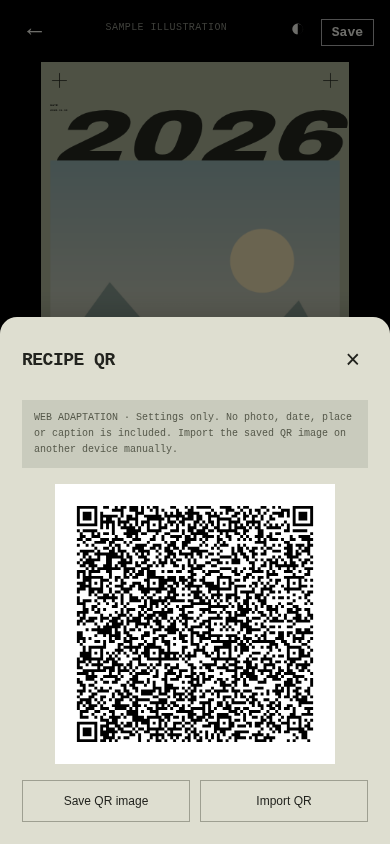 ←
SAMPLE ILLUSTRATION
Save
2026
RECIPE QR
×
WEB ADAPTATION · Settings only. No photo, date, place
or caption is included. Import the saved QR image on
another device manually.
Save QR image
Import QR